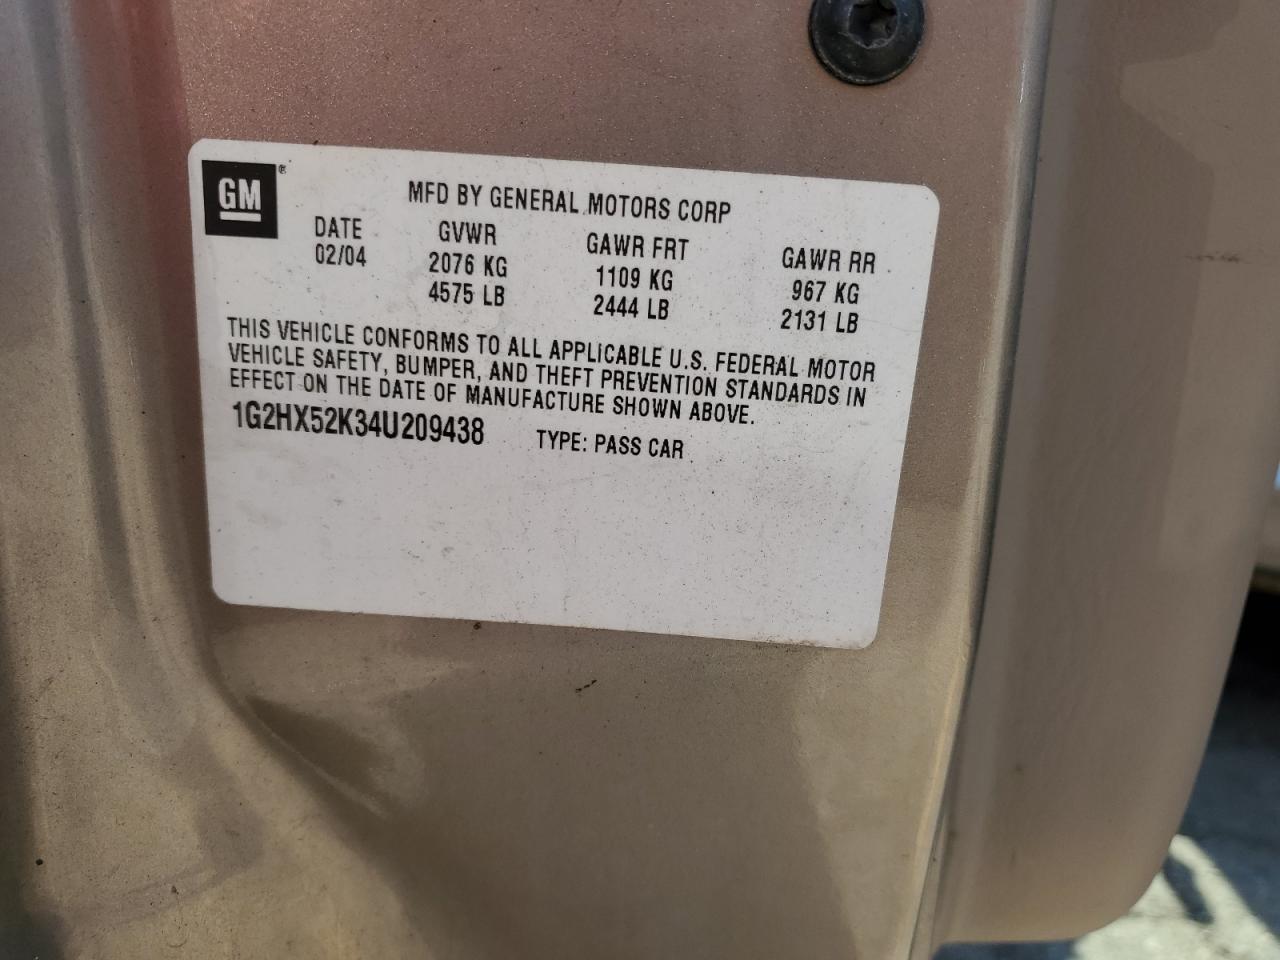 GM®
MFD BY GENERAL MOTORS CORP
DATE GVWR GAWR FRT GAWR RR
02/04 2076 KG 1109 KG 967 KG
4575 LB 2444 LB 2131 LB
THIS VEHICLE CONFORMS TO ALL APPLICABLE U.S. FEDERAL MOTOR
VEHICLE SAFETY, BUMPER, AND THEFT PREVENTION STANDARDS IN
EFFECT ON THE DATE OF MANUFACTURE SHOWN ABOVE.
1G2HX52K34U209438 TYPE: PASS CAR